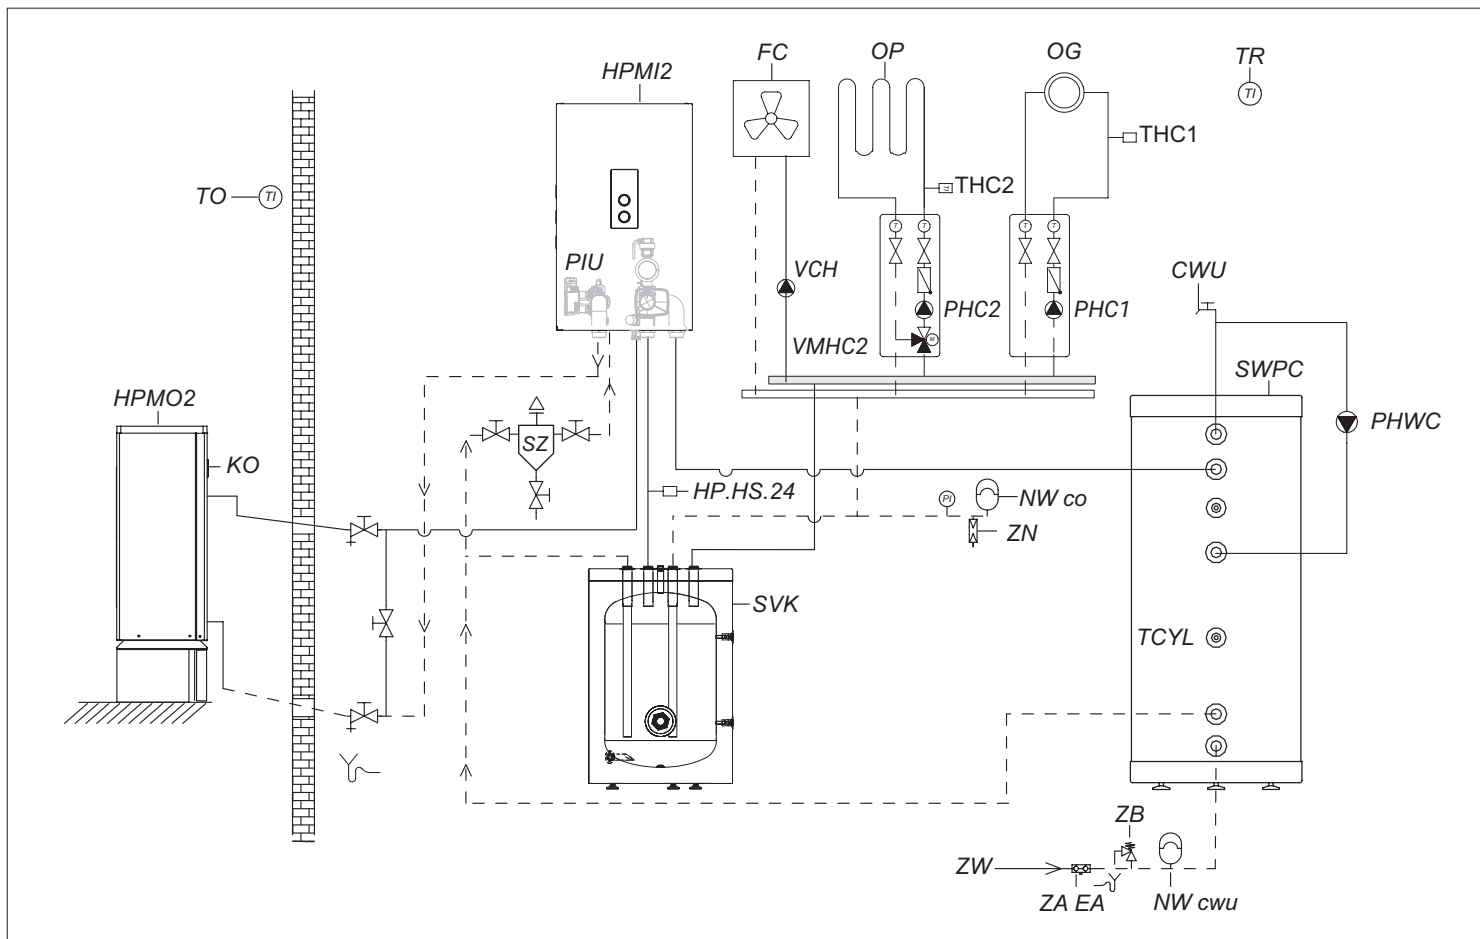 FC
OP
OG
TR
HPMI2
TI
THC1
TO
TI
THC2
T
T
T
T
PIU
VCH
CWU
PHC2
PHC1
M
VMHC2
SWPC
HPMO2
PHWC
SZ
KO
HP.HS.24
PI
NW co
ZN
SVK
TCYL
ZB
ZW
ZA EA
NW cwu